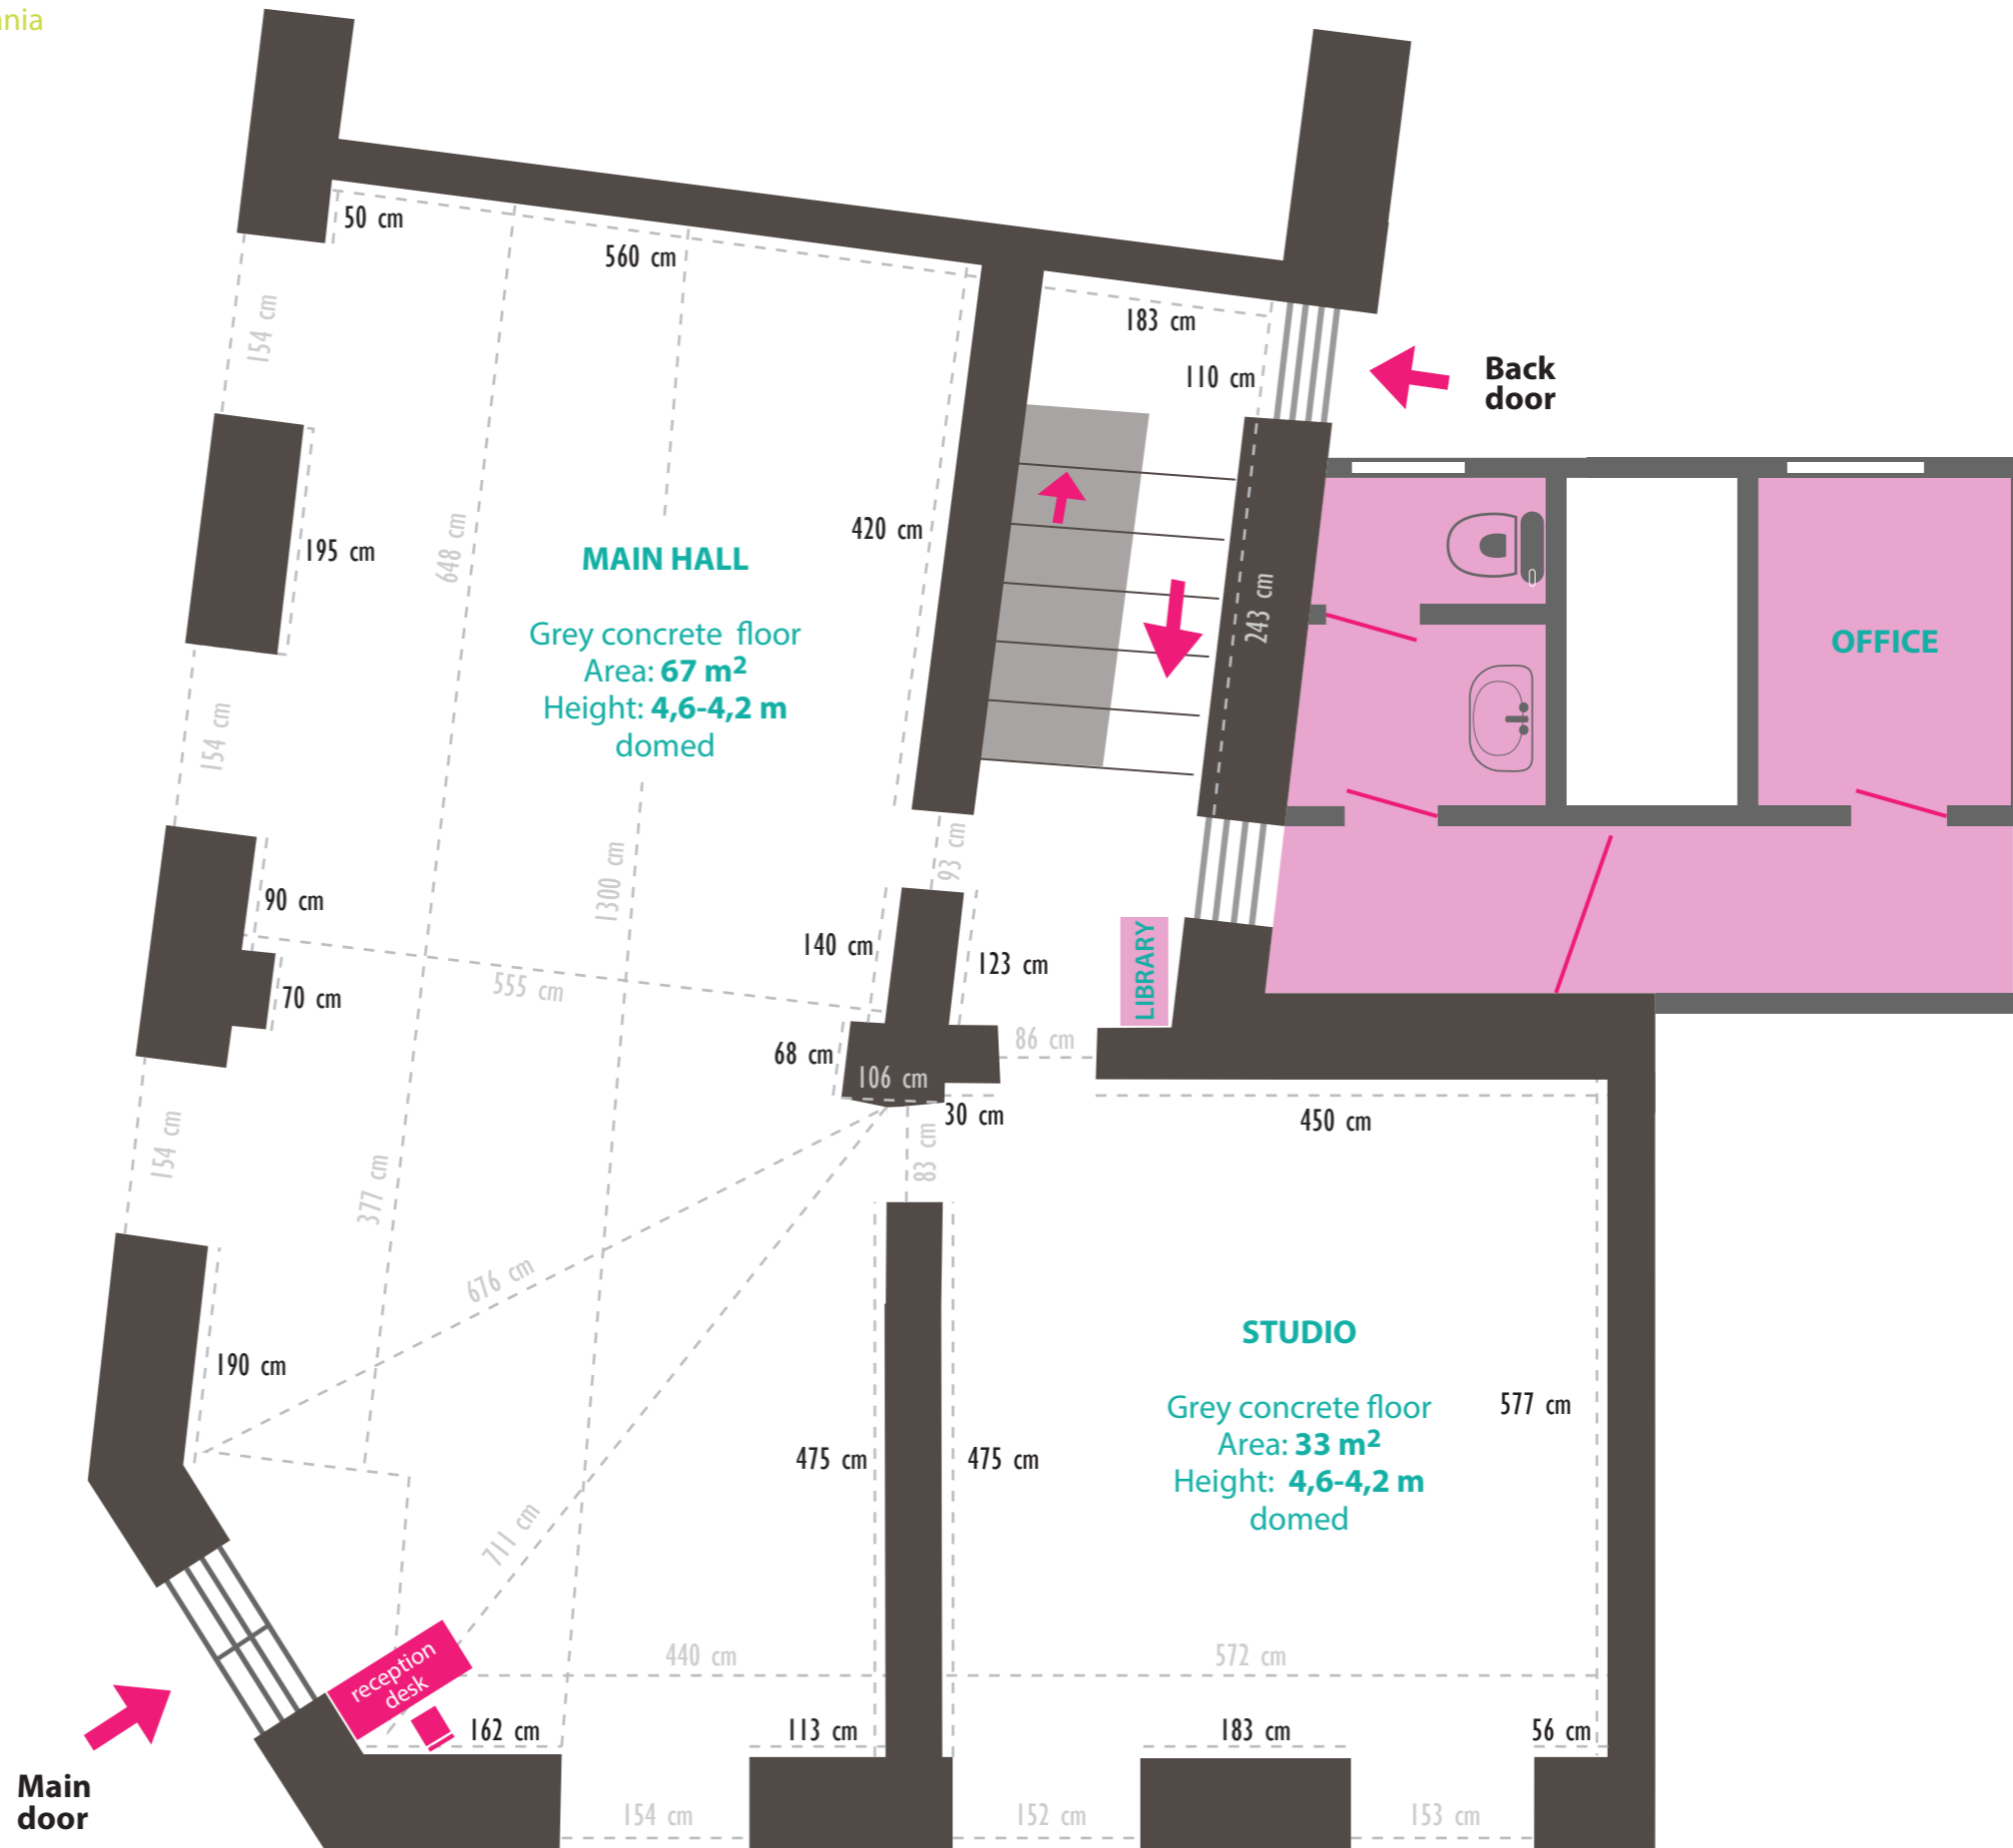 50 cm
560 cm
154 cm
183 cm
110 cm
Back
door
195 cm
648 cm
420 cm
MAIN HALL
Grey concrete floor
Area: 67 m²
Height: 4,6-4,2 m
domed
243 cm
OFFICE
154 cm
90 cm
1300 cm
93 cm
140 cm
123 cm
LIBRARY
555 cm
70 cm
68 cm
106 cm
86 cm
30 cm
450 cm
154 cm
377 cm
83 cm
676 cm
190 cm
STUDIO
Grey concrete floor
Area: 33 m²
Height: 4,6-4,2 m
domed
577 cm
475 cm
475 cm
711 cm
reception
desk
440 cm
572 cm
162 cm
113 cm
183 cm
56 cm
Main
door
154 cm
152 cm
153 cm